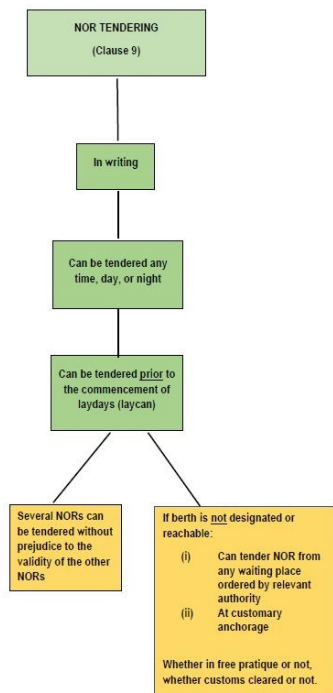 NOR TENDERING
(Clause 9)
In writing
Can be tendered any
time, day, or night
Can be tendered prior to
the commencement of
laydays (laycan)
Several NORs can
be tendered without
prejudice to the
validity of the other
NORs
If berth is not designated or
reachable:
(i) Can tender NOR from
any waiting place
ordered by relevant
authority
(ii) At customary
anchorage
Whether in free pratique or not,
whether customs cleared or not.